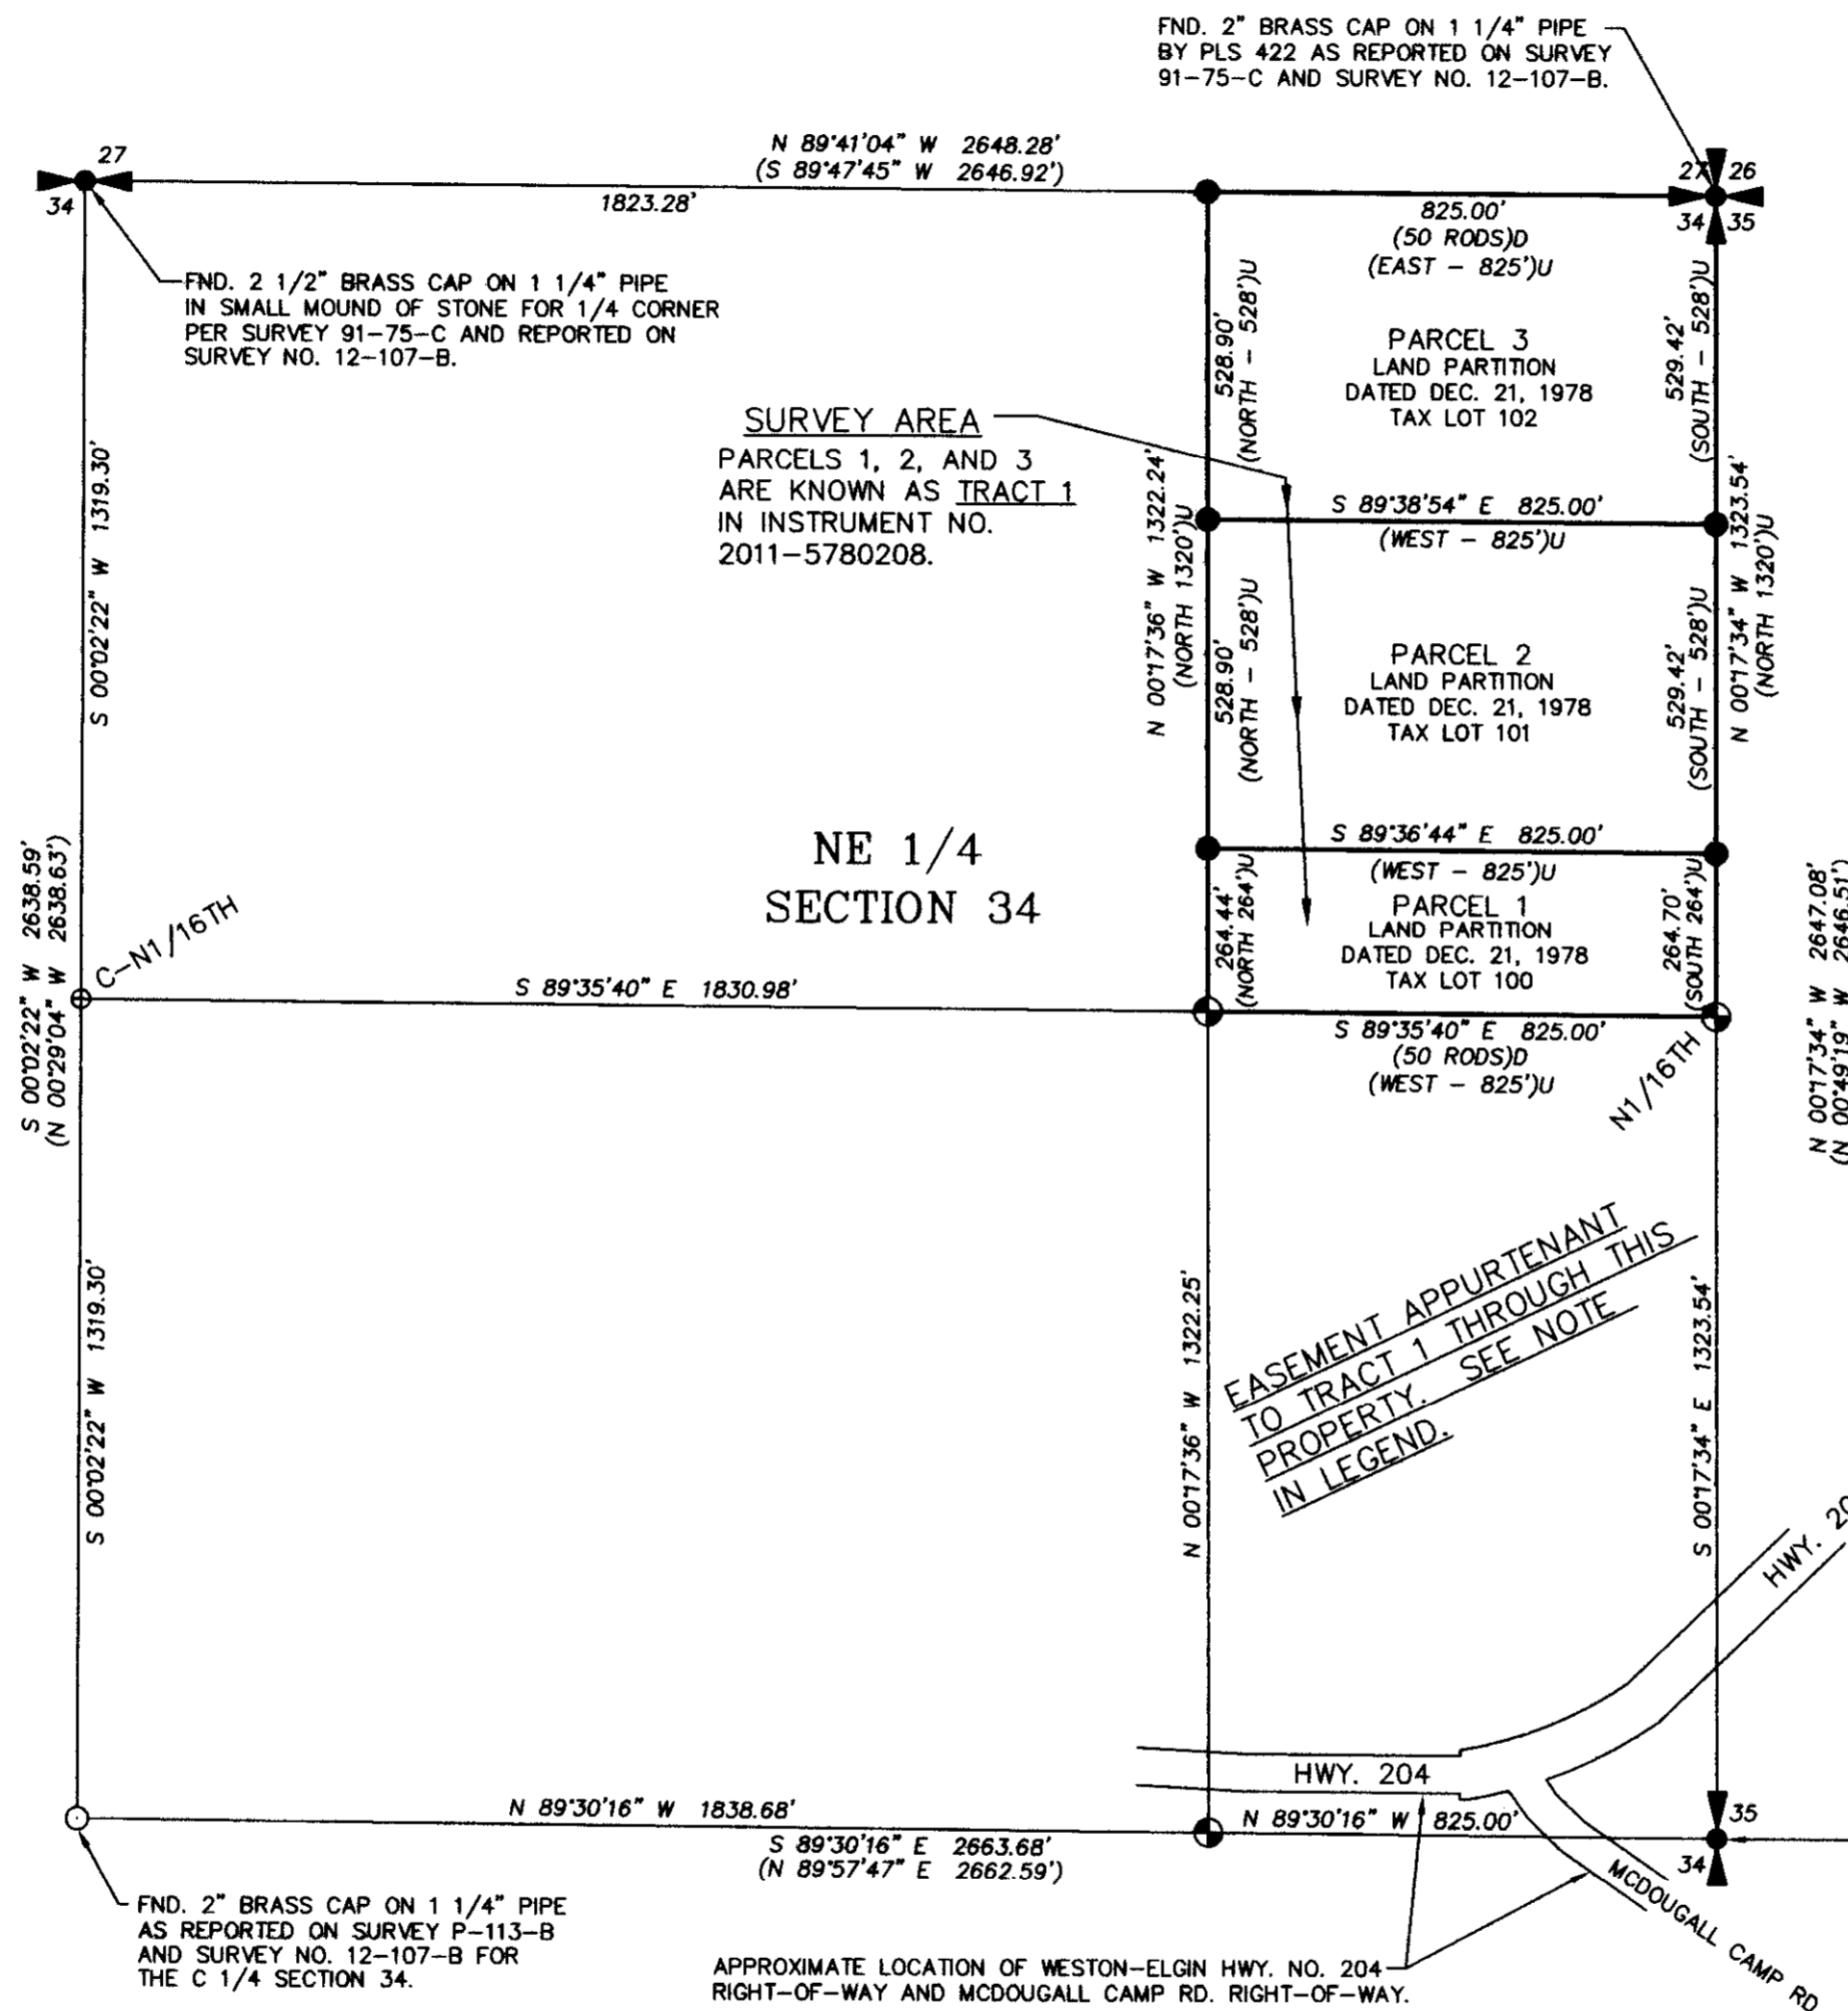 FND. 2" BRASS CAP ON 1 1/4" PIPE
BY PLS 422 AS REPORTED ON SURVEY
91-75-C AND SURVEY NO. 12-107-B.
N 89°41'04" W 2648.28'
(S 89°47'45" W 2646.92')
27
34
1823.28'
27 26
34 35
825.00'
(50 RODS)D
(EAST - 825')U
FND. 2 1/2" BRASS CAP ON 1 1/4" PIPE
IN SMALL MOUND OF STONE FOR 1/4 CORNER
PER SURVEY 91-75-C AND REPORTED ON
SURVEY NO. 12-107-B.
528.90'
(NORTH - 528')U
PARCEL 3
LAND PARTITION
DATED DEC. 21, 1978
TAX LOT 102
529.42'
(SOUTH - 528')U
SURVEY AREA
PARCELS 1, 2, AND 3
ARE KNOWN AS TRACT 1
IN INSTRUMENT NO.
2011-5780208.
S 00°02'22" W 1319.30'
N 00°17'36" W 1322.24'
(NORTH 1320')U
S 89°38'54" E 825.00'
(WEST - 825')U
N 00°17'34" W 1323.54'
(NORTH 1320')U
528.90'
(NORTH - 528')U
PARCEL 2
LAND PARTITION
DATED DEC. 21, 1978
TAX LOT 101
529.42'
(SOUTH - 528')U
NE 1/4
SECTION 34
S 89°36'44" E 825.00'
(WEST - 825')U
S 00°02'22" W 2638.59'
(N 00°29'04" W 2638.63')
C-N1/16TH
264.44'
(NORTH 264')U
PARCEL 1
LAND PARTITION
DATED DEC. 21, 1978
TAX LOT 100
264.70'
(SOUTH 264')U
N 00°17'34" W 2647.08'
(N 00°49'19" W 2646.51')
S 89°35'40" E 1830.98'
S 89°35'40" E 825.00'
(50 RODS)D
(WEST - 825')U
N1/16TH
S 00°02'22" W 1319.30'
N 00°17'36" W 1322.25'
EASEMENT APPURTENANT
TO TRACT 1 THROUGH THIS
PROPERTY. SEE NOTE
IN LEGEND.
S 00°17'34" E 1323.54'
HWY. 20
HWY. 204
N 89°30'16" W 1838.68'
N 89°30'16" W 825.00'
35
34
S 89°30'16" E 2663.68'
(N 89°57'47" E 2662.59')
MCDOUGALL CAMP RD
FND. 2" BRASS CAP ON 1 1/4" PIPE
AS REPORTED ON SURVEY P-113-B
AND SURVEY NO. 12-107-B FOR
THE C 1/4 SECTION 34.
APPROXIMATE LOCATION OF WESTON-ELGIN HWY. NO. 204
RIGHT-OF-WAY AND MCDOUGALL CAMP RD. RIGHT-OF-WAY.